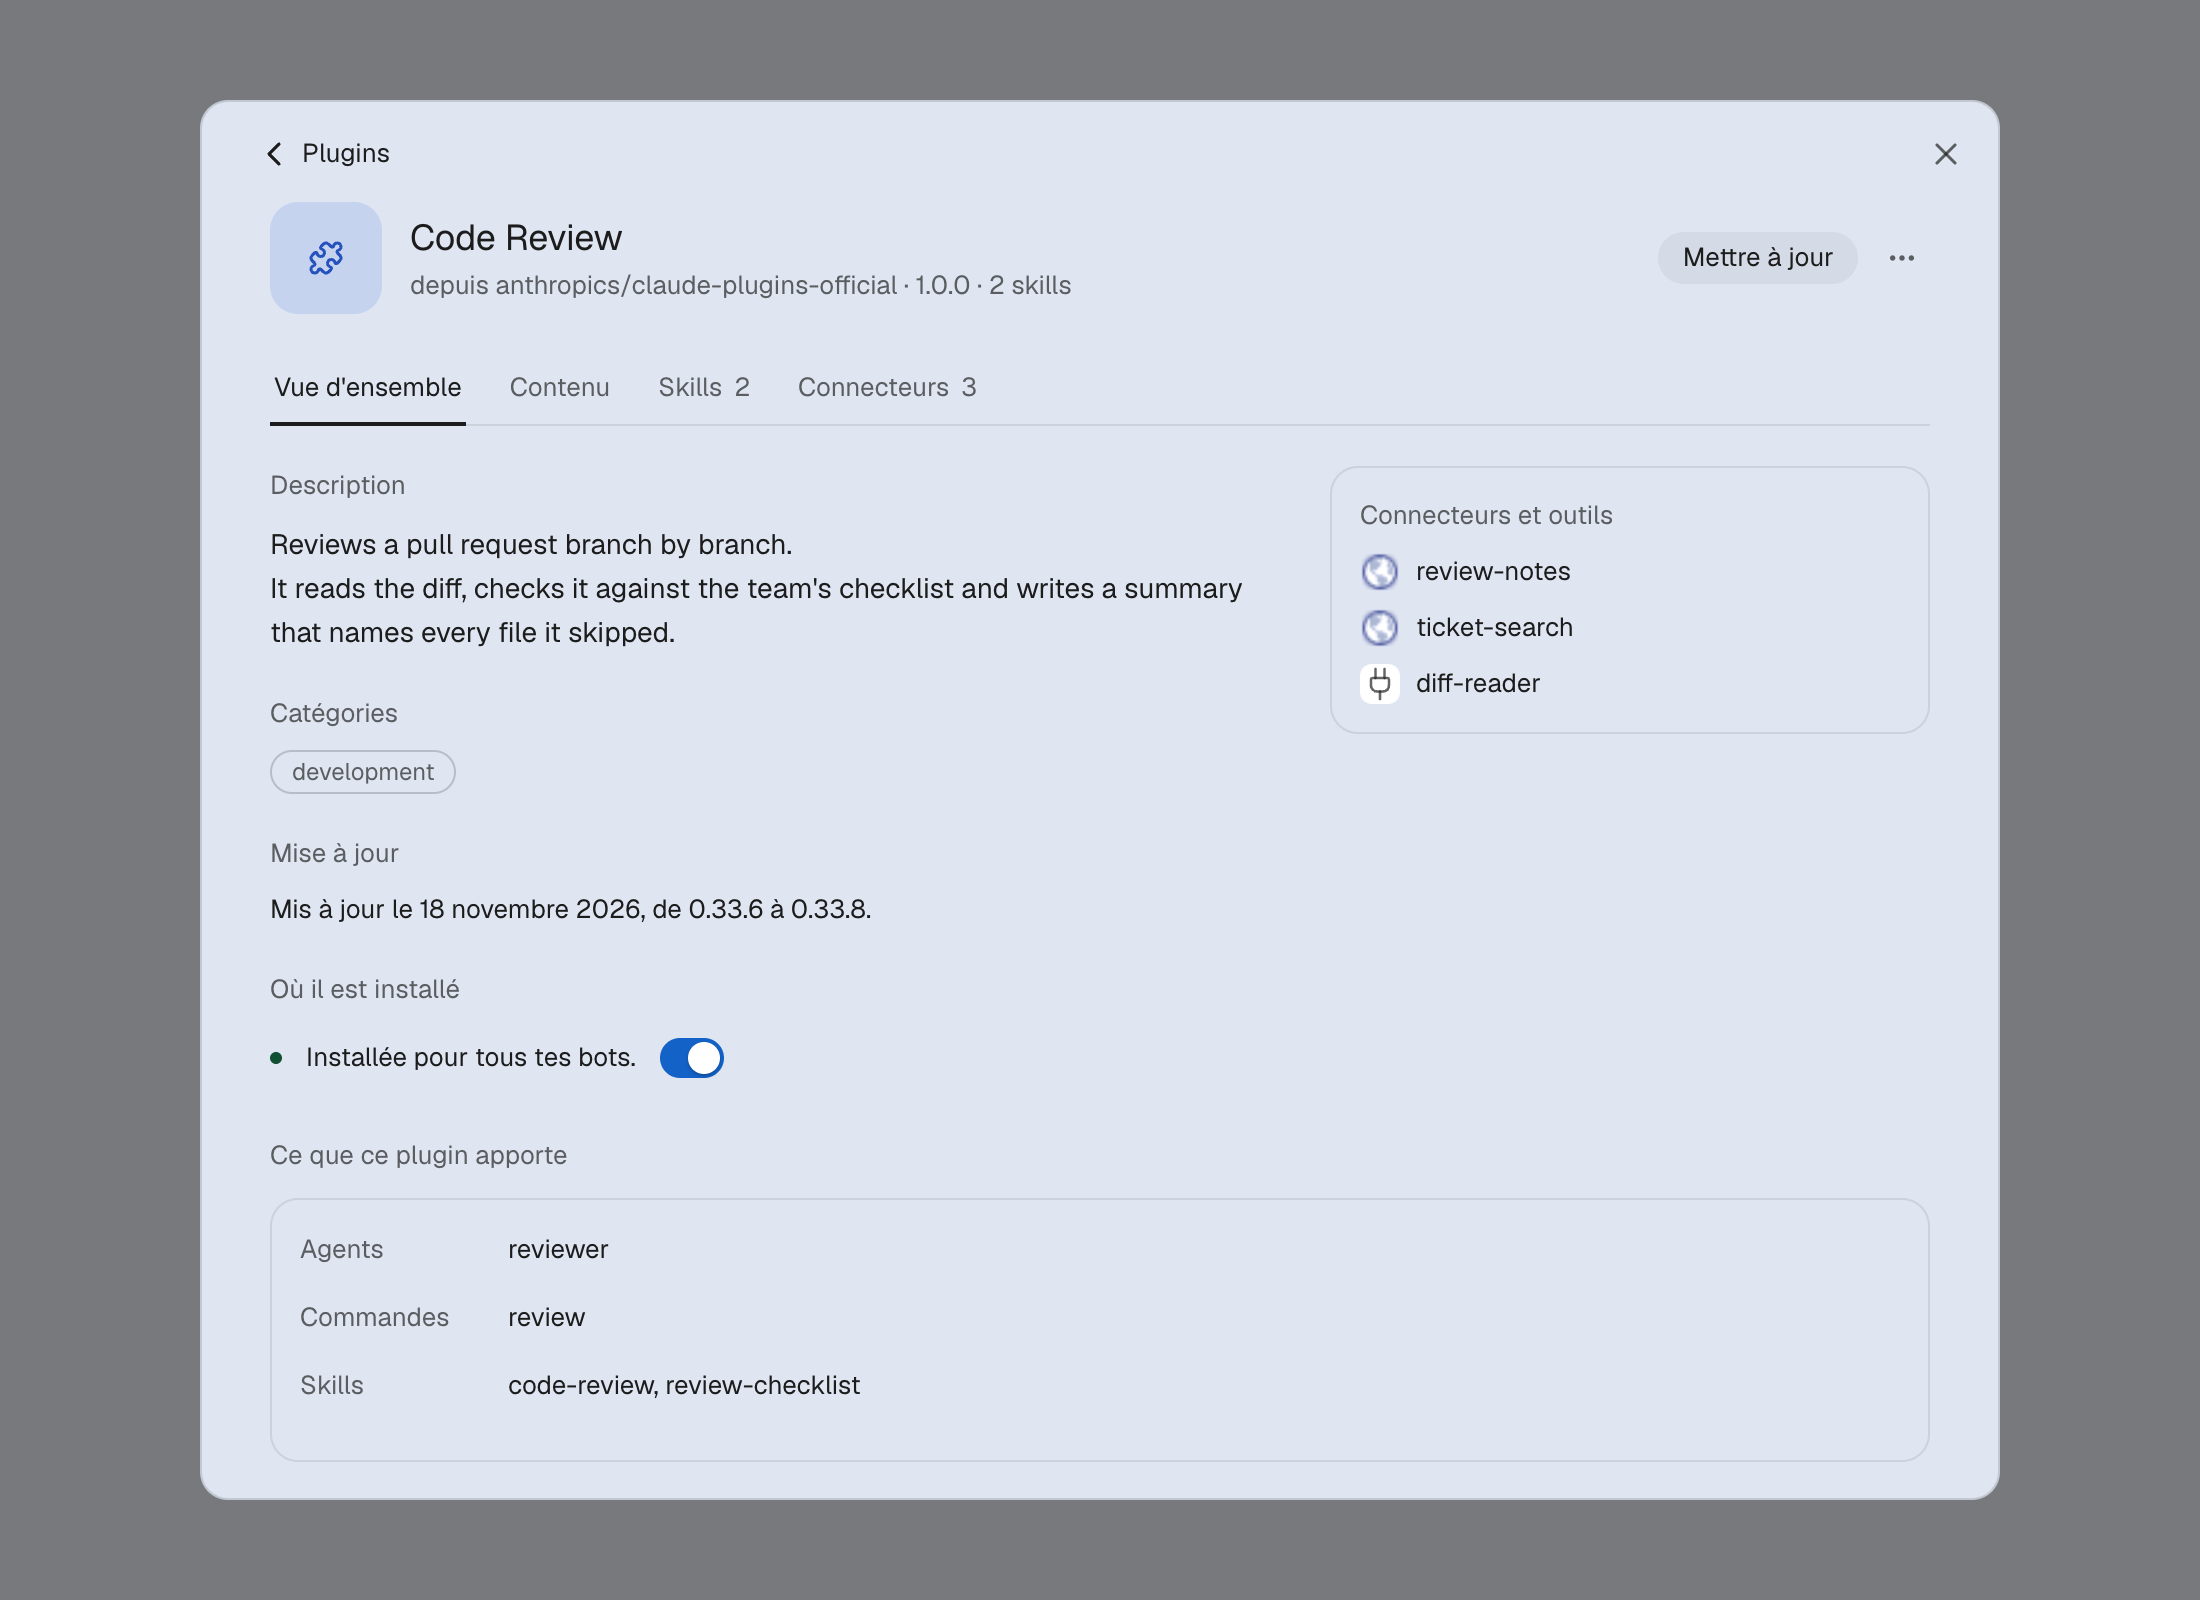 Plugins
Code Review
depuis anthropics/claude-plugins-official · 1.0.0 · 2 skills
Mettre à jour
Vue d'ensemble
Contenu
Skills 2
Connecteurs 3
Description
Reviews a pull request branch by branch.
It reads the diff, checks it against the team's checklist and writes a summary
that names every file it skipped.
Connecteurs et outils
review-notes
ticket-search
diff-reader
Catégories
development
Mise à jour
Mis à jour le 18 novembre 2026, de 0.33.6 à 0.33.8.
Où il est installé
Installée pour tous tes bots.
Ce que ce plugin apporte
Agents reviewer
Commandes review
Skills code-review, review-checklist